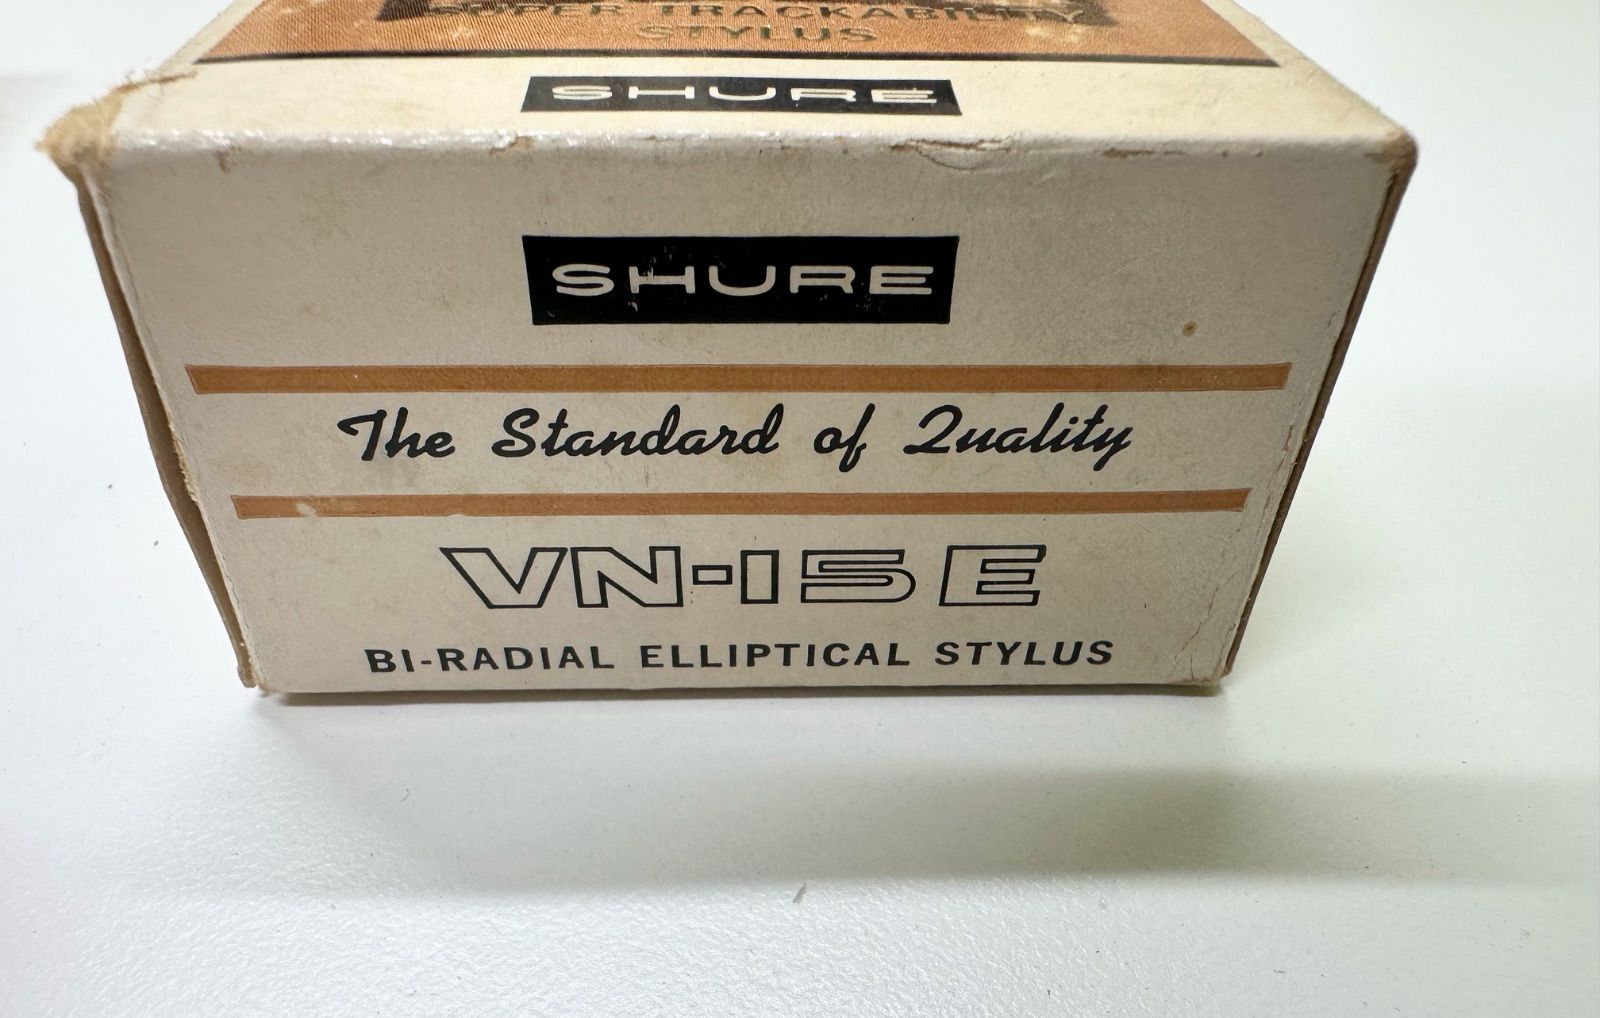 SUPER TRACKABILITY
STYLUS
SHURE
SHURE
The Standard of Quality
VN-15E
BI-RADIAL ELLIPTICAL STYLUS